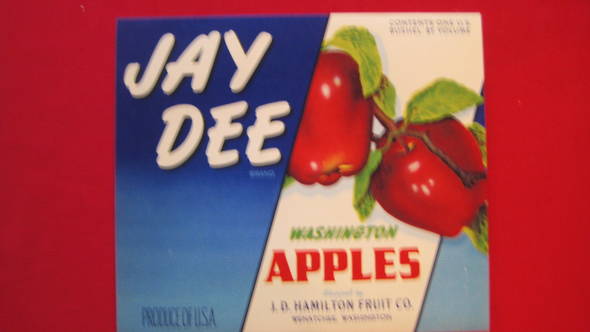 JAY
DEE
BRAND
CONTENTS ONE U.S.
BUSHEL BY VOLUME
WASHINGTON
APPLES
J. D. HAMILTON FRUIT CO.
WENATCHEE, WASHINGTON
PRODUCE OF U.S.A.